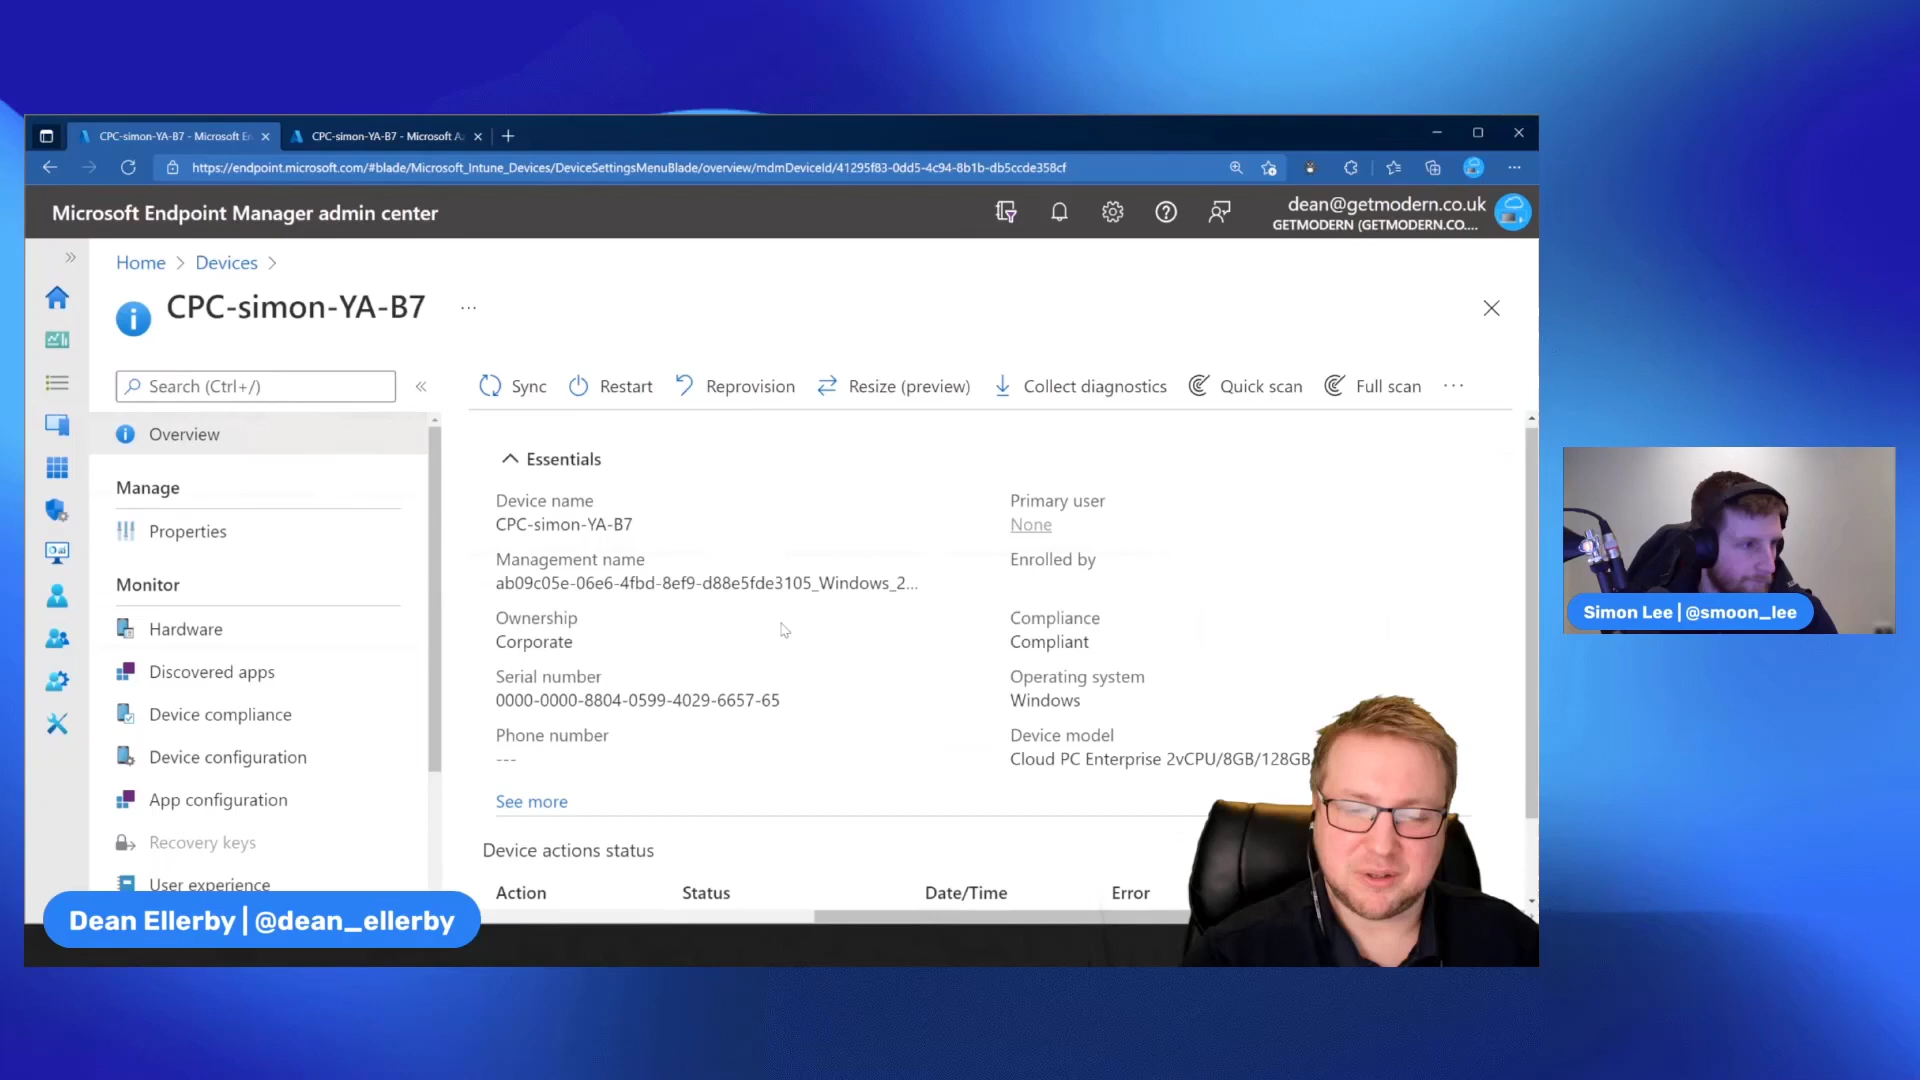 CPC-simon-YA-B7 - Microsoft En
CPC-simon-YA-B7 - Microsoft A
https://endpoint.microsoft.com/#blade/Microsoft_Intune_Devices/DeviceSettingsMenuBlade/overview/mdmDeviceId/41295f83-0dd5-4c94-8b1b-db5ccde358cf
Microsoft Endpoint Manager admin center
dean@getmodern.co.uk
GETMODERN (GETMODERN.CO....
Home > Devices >
CPC-simon-YA-B7 ...
Search (Ctrl+/)
Sync Restart Reprovision Resize (preview) Collect diagnostics Quick scan Full scan ...
Overview
Manage
Properties
Monitor
Hardware
Discovered apps
Device compliance
Device configuration
App configuration
Recovery keys
User experience
Essentials
Device name
CPC-simon-YA-B7
Management name
ab09c05e-06e6-4fbd-8ef9-d88e5fde3105_Windows_2...
Ownership
Corporate
Serial number
0000-0000-8804-0599-4029-6657-65
Phone number
---
See more
Primary user
None
Enrolled by
Compliance
Compliant
Operating system
Windows
Device model
Cloud PC Enterprise 2vCPU/8GB/128GB
Device actions status
Action Status Date/Time Error
Dean Ellerby | @dean_ellerby
Simon Lee | @smoon_lee